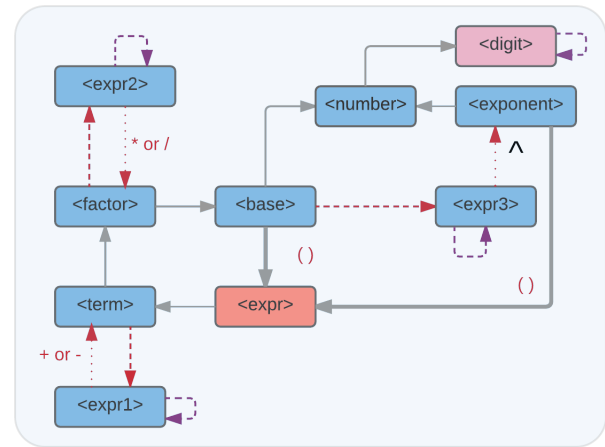 <digit>
<expr2>
<number>
<exponent>
* or /
^
<factor>
<base>
<expr3>
( )
( )
<term>
<expr>
+ or -
<expr1>